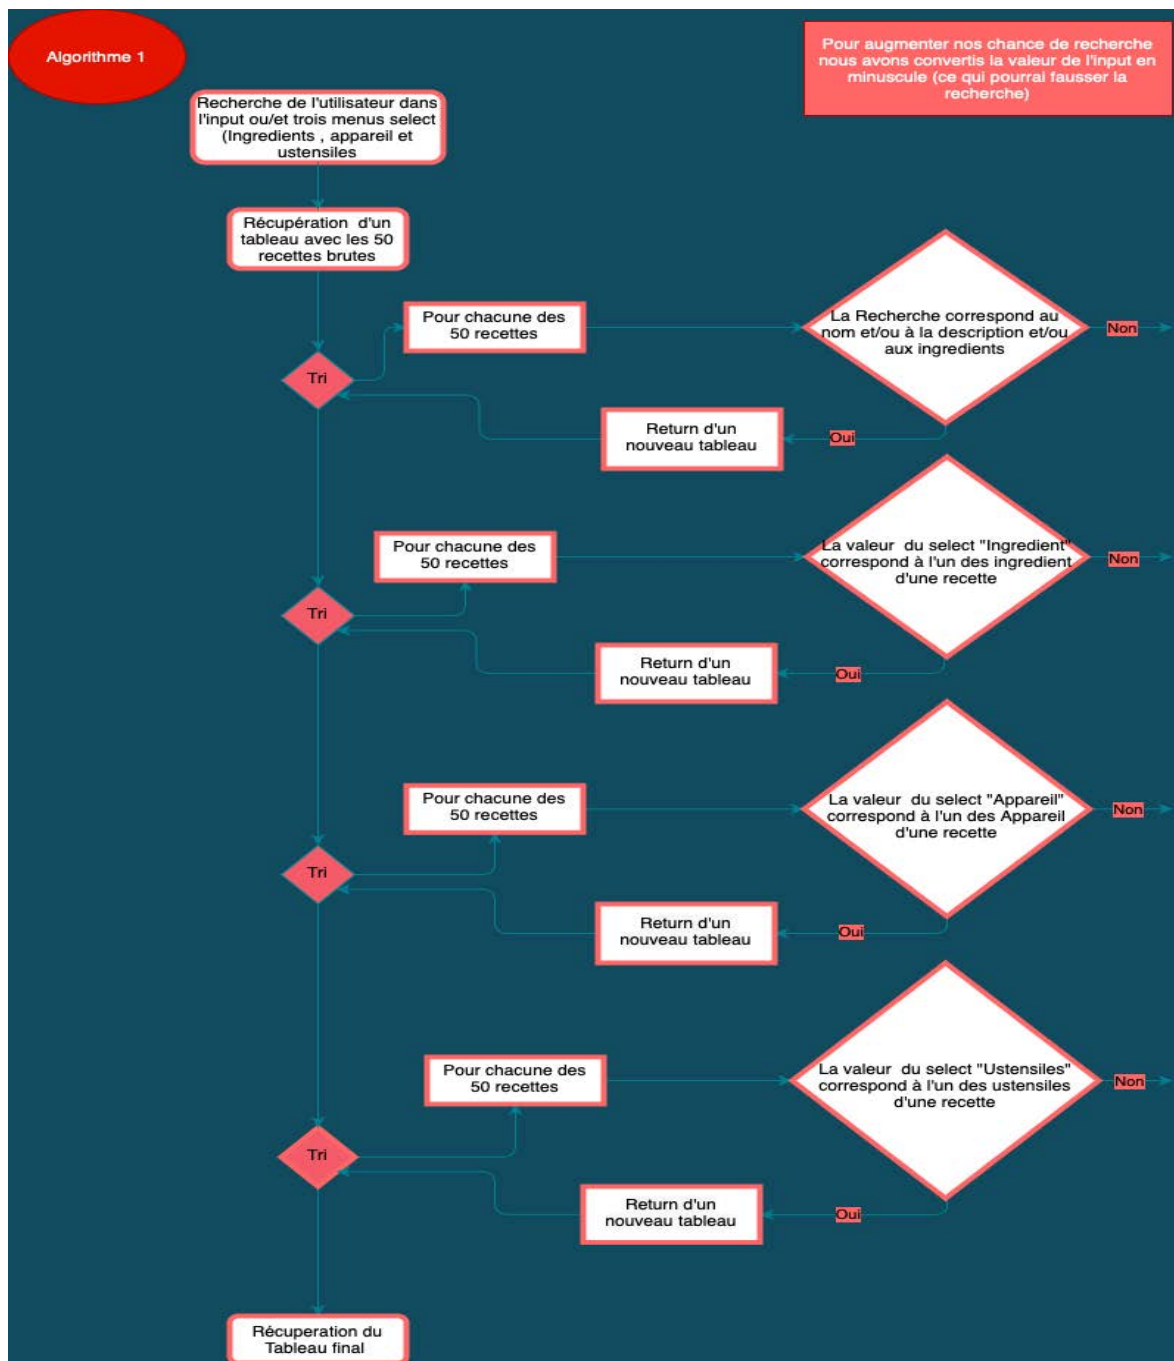 Algorithme 1
Pour augmenter nos chance de recherche
nous avons convertis la valeur de l'input en
minuscule (ce qui pourrai fausser la
recherche)
Recherche de l'utilisateur dans
l'input ou/et trois menus select
(Ingredients , appareil et
ustensiles
Récupération d'un
tableau avec les 50
recettes brutes
Pour chacune des
50 recettes
La Recherche correspond au
nom et/ou à la description et/ou
aux ingredients
Non
Tri
Return d'un
nouveau tableau
Oui
Pour chacune des
50 recettes
La valeur du select "Ingredient"
correspond à l'un des ingredient
d'une recette
Non
Tri
Return d'un
nouveau tableau
Oui
Pour chacune des
50 recettes
La valeur du select "Appareil"
correspond à l'un des Appareil
d'une recette
Non
Tri
Return d'un
nouveau tableau
Oui
Pour chacune des
50 recettes
La valeur du select "Ustensiles"
correspond à l'un des ustensiles
d'une recette
Non
Tri
Return d'un
nouveau tableau
Oui
Récuperation du
Tableau final